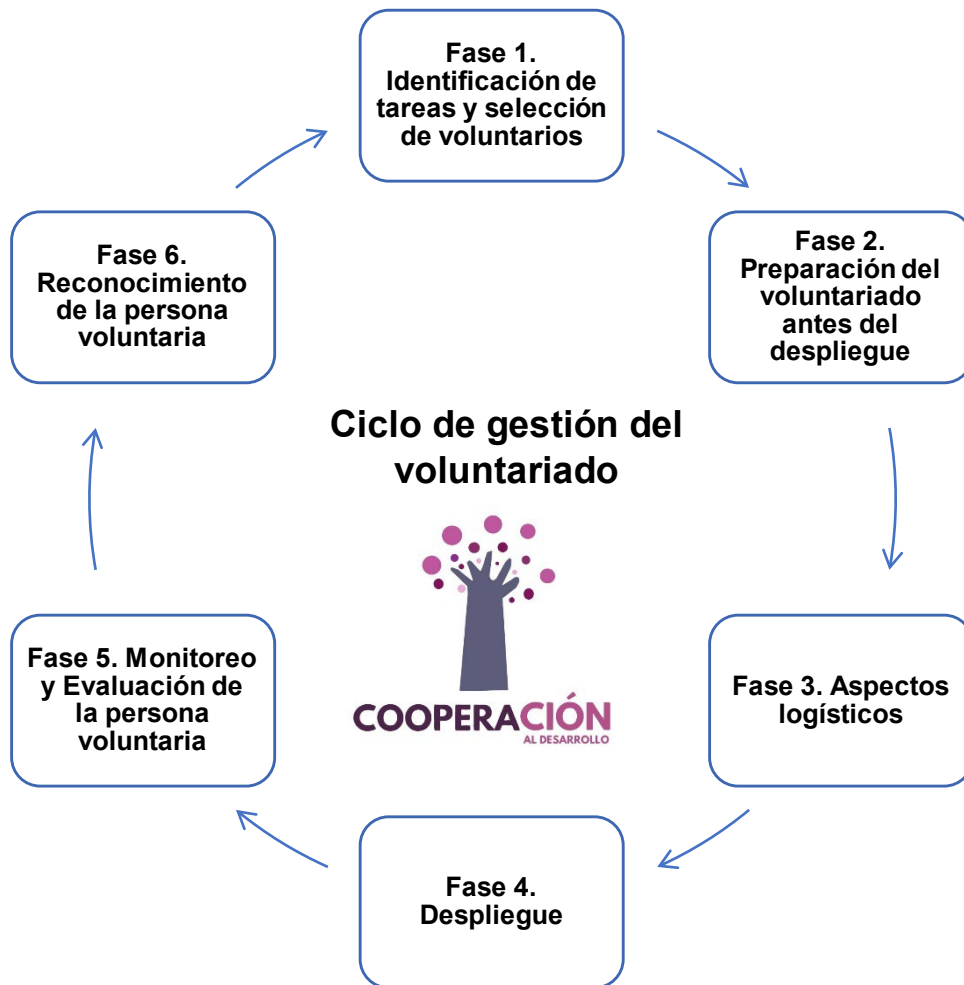 Fase 1.
Identificación de
tareas y selección
de voluntarios
Fase 2.
Preparación del
voluntariado
antes del
despliegue
Fase 3. Aspectos
logísticos
Fase 4.
Despliegue
Fase 5. Monitoreo
y Evaluación de
la persona
voluntaria
Fase 6.
Reconocimiento
de la persona
voluntaria
Ciclo de gestión del
voluntariado
COOPERACIÓN
AL DESARROLLO